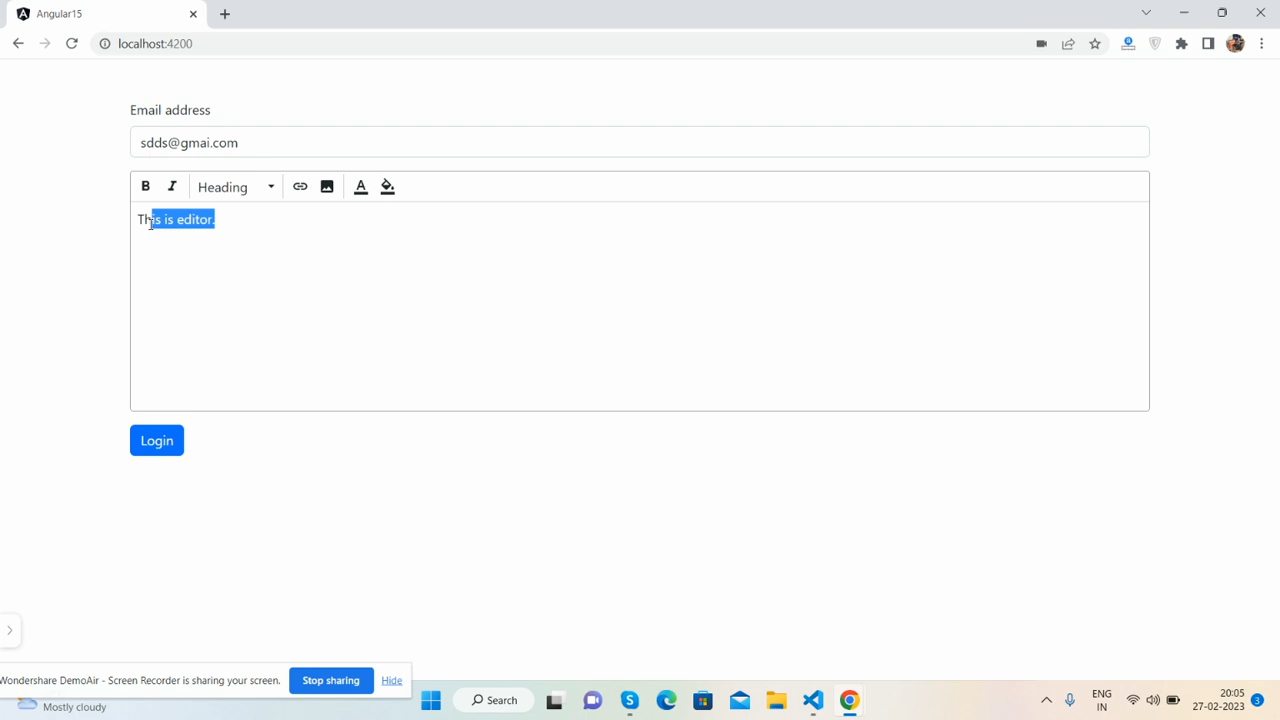 Angular15
localhost:4200
Email address
sdds@gmai.com
B I Heading A
This is editor.
Login
Wondershare DemoAir - Screen Recorder is sharing your screen. Stop sharing Hide
Mostly cloudy
Search
ENG
IN
20:05
27-02-2023
3